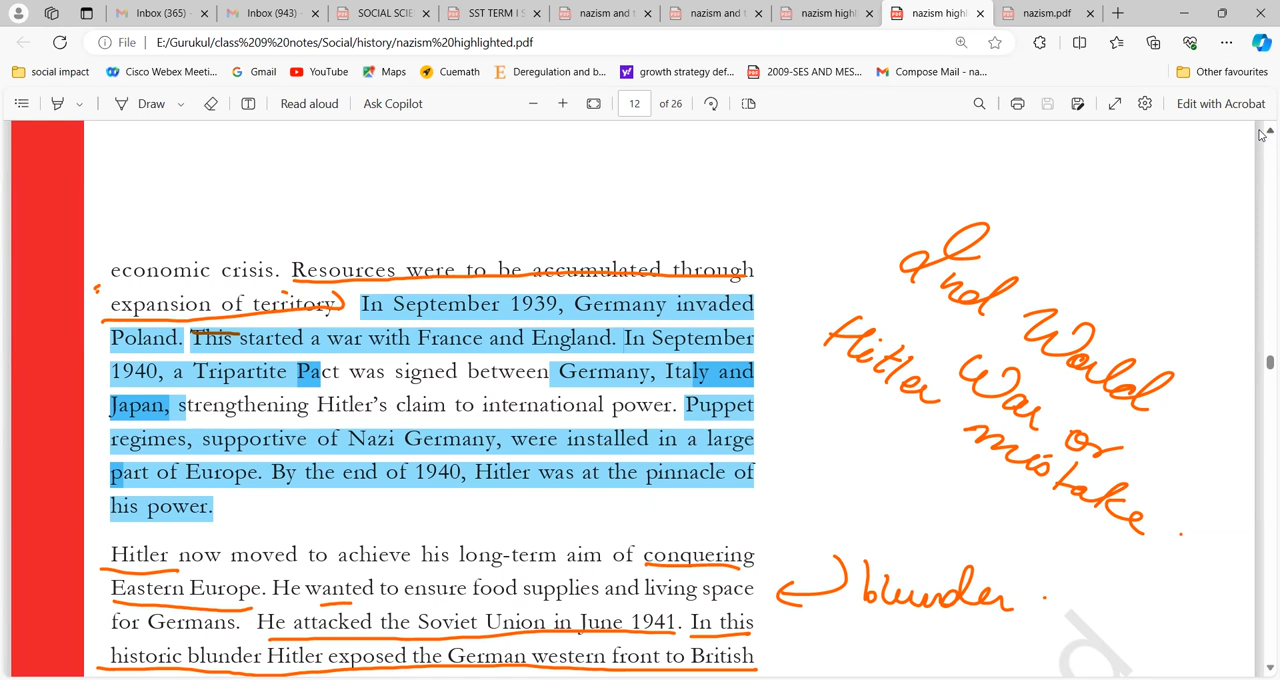 Inbox (365)
Inbox (943)
SOCIAL SCIE
SST TERM I S
nazism and t
nazism and t
nazism high
nazism high
nazism.pdf
File
E:/Gurukul/class%209%20notes/Social/history/nazism%20highlighted.pdf
social impact
Cisco Webex Meeti...
Gmail
YouTube
Maps
Cuemath
Deregulation and b...
growth strategy def...
2009-SES AND MES...
Compose Mail - na...
Other favourites
Draw
Read aloud
Ask Copilot
12 of 26
Edit with Acrobat
economic crisis. Resources were to be accumulated through
expansion of territory. In September 1939, Germany invaded
Poland. This started a war with France and England. In September
1940, a Tripartite Pact was signed between Germany, Italy and
Japan, strengthening Hitler's claim to international power. Puppet
regimes, supportive of Nazi Germany, were installed in a large
part of Europe. By the end of 1940, Hitler was at the pinnacle of
his power.
Hitler now moved to achieve his long-term aim of conquering
Eastern Europe. He wanted to ensure food supplies and living space
for Germans. He attacked the Soviet Union in June 1941. In this
historic blunder Hitler exposed the German western front to British
IInd World
War or
Hitler mistake.
blunder.
d